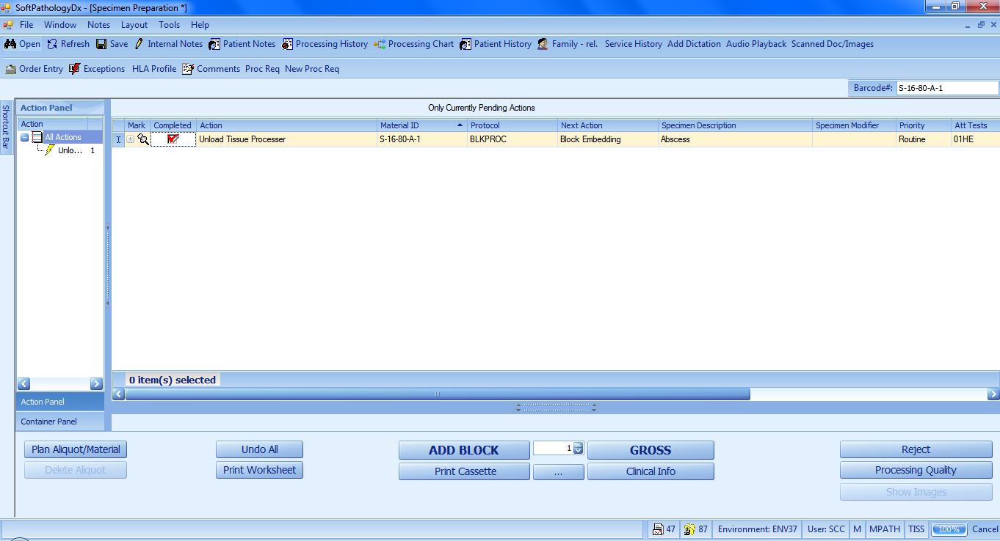 SoftPathologyDx - [Specimen Preparation *]
File Window Notes Layout Tools Help
Open Refresh Save Internal Notes Patient Notes Processing History Processing Chart Patient History Family - rel. Service History Add Dictation Audio Playback Scanned Doc/Images
Order Entry Exceptions HLA Profile Comments Proc Req New Proc Req
Barcode#: S-16-80-A-1
Shortcut Bar
Action Panel
Action
All Actions
Unlo... 1
Only Currently Pending Actions
Mark Completed Action Material ID Protocol Next Action Specimen Description Specimen Modifier Priority Att Tests
Unload Tissue Processer S-16-80-A-1 BLKPROC Block Embedding Abscess Routine 01HE
0 item(s) selected
Action Panel
Container Panel
Plan Aliquot/Material Undo All ADD BLOCK 1 GROSS Reject
Delete Aliquot Print Worksheet Print Cassette ... Clinical Info Processing Quality
Show Images
47 87 Environment: ENV37 User: SCC M MPATH TISS 100% Cancel